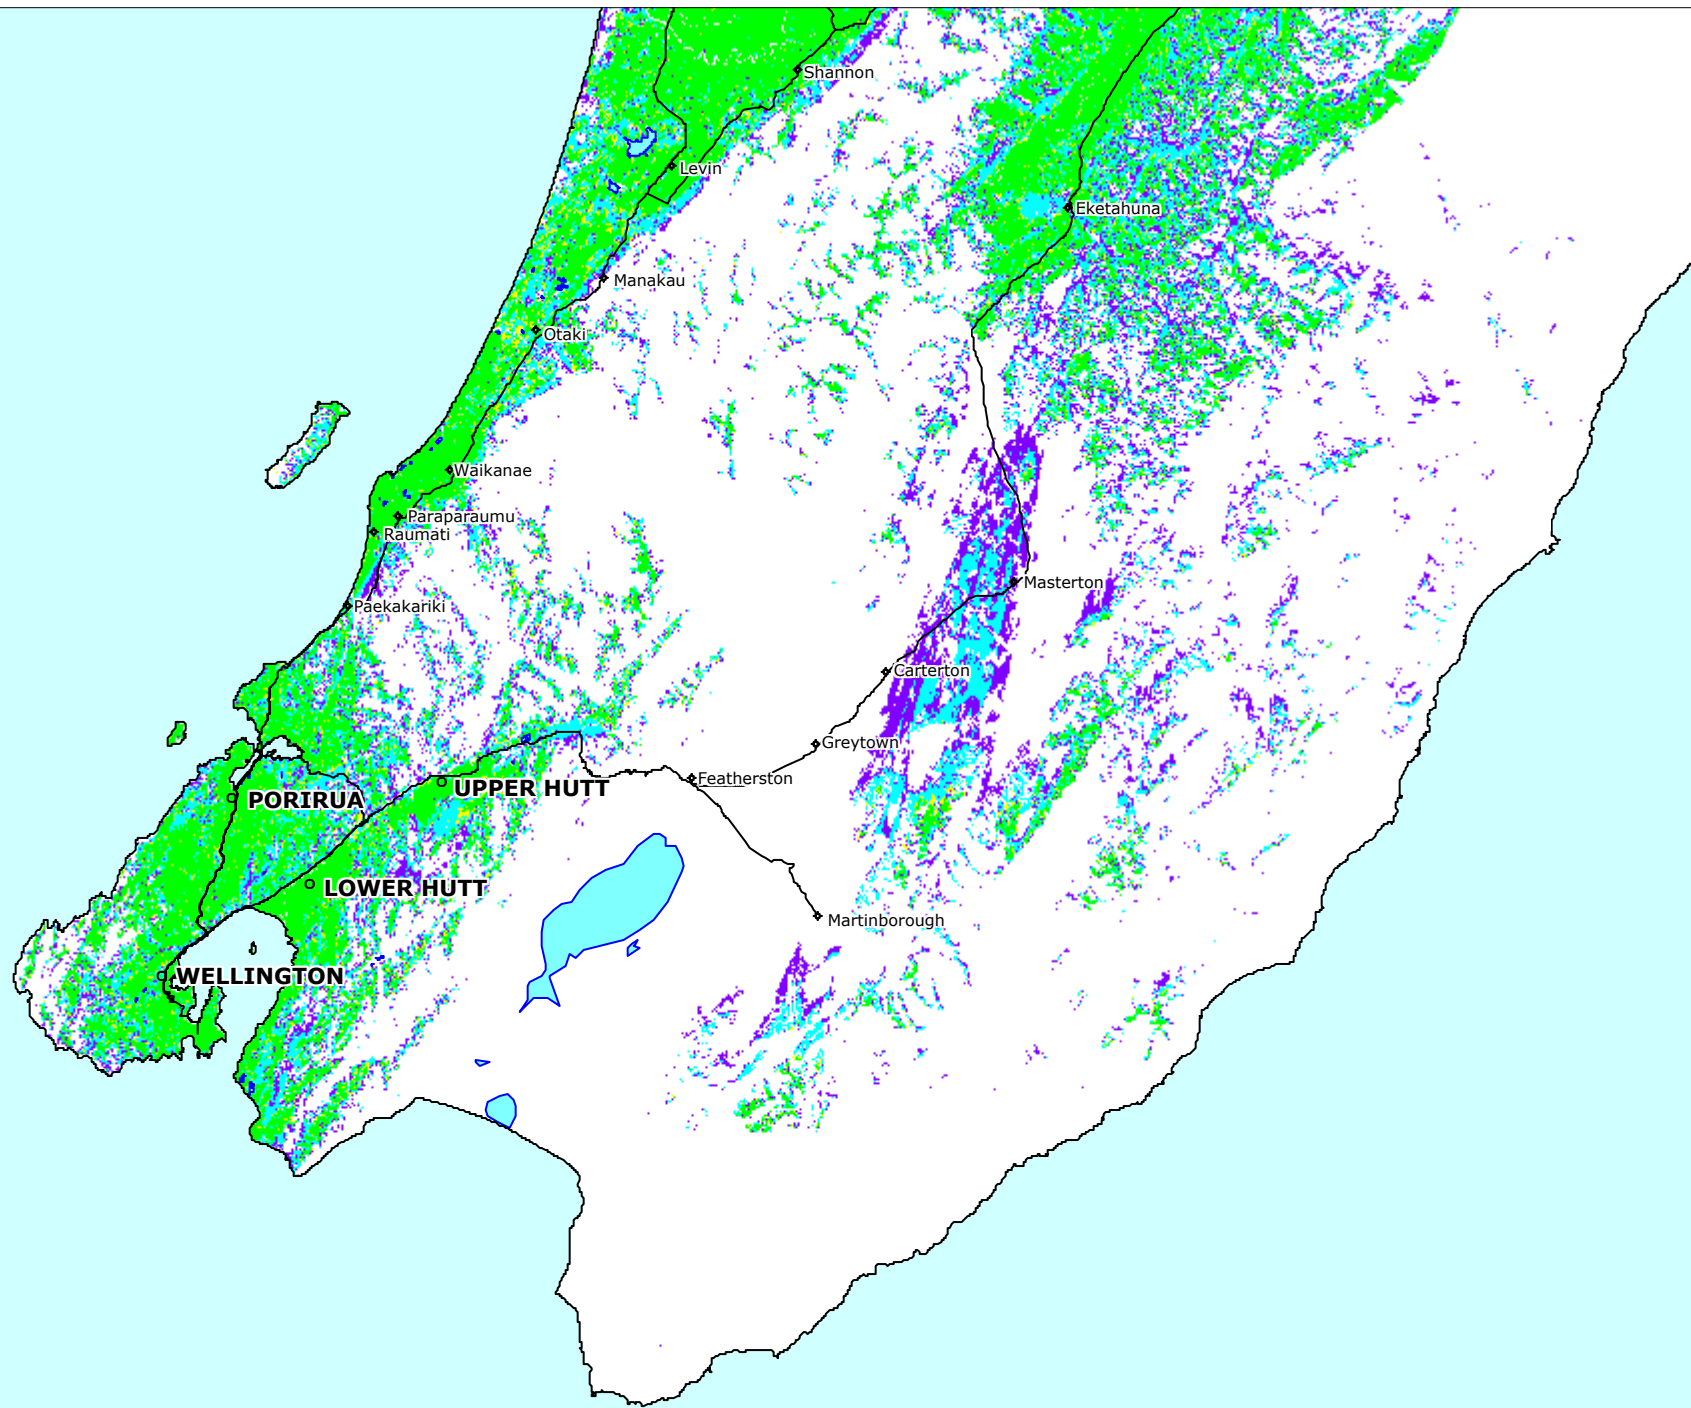 Shannon
Levin
Eketahuna
Manakau
Otaki
Waikanae
Paraparaumu
Raumati
Masterton
Paekakariki
Carterton
Greytown
Featherston
UPPER HUTT
PORIRUA
LOWER HUTT
Martinborough
WELLINGTON